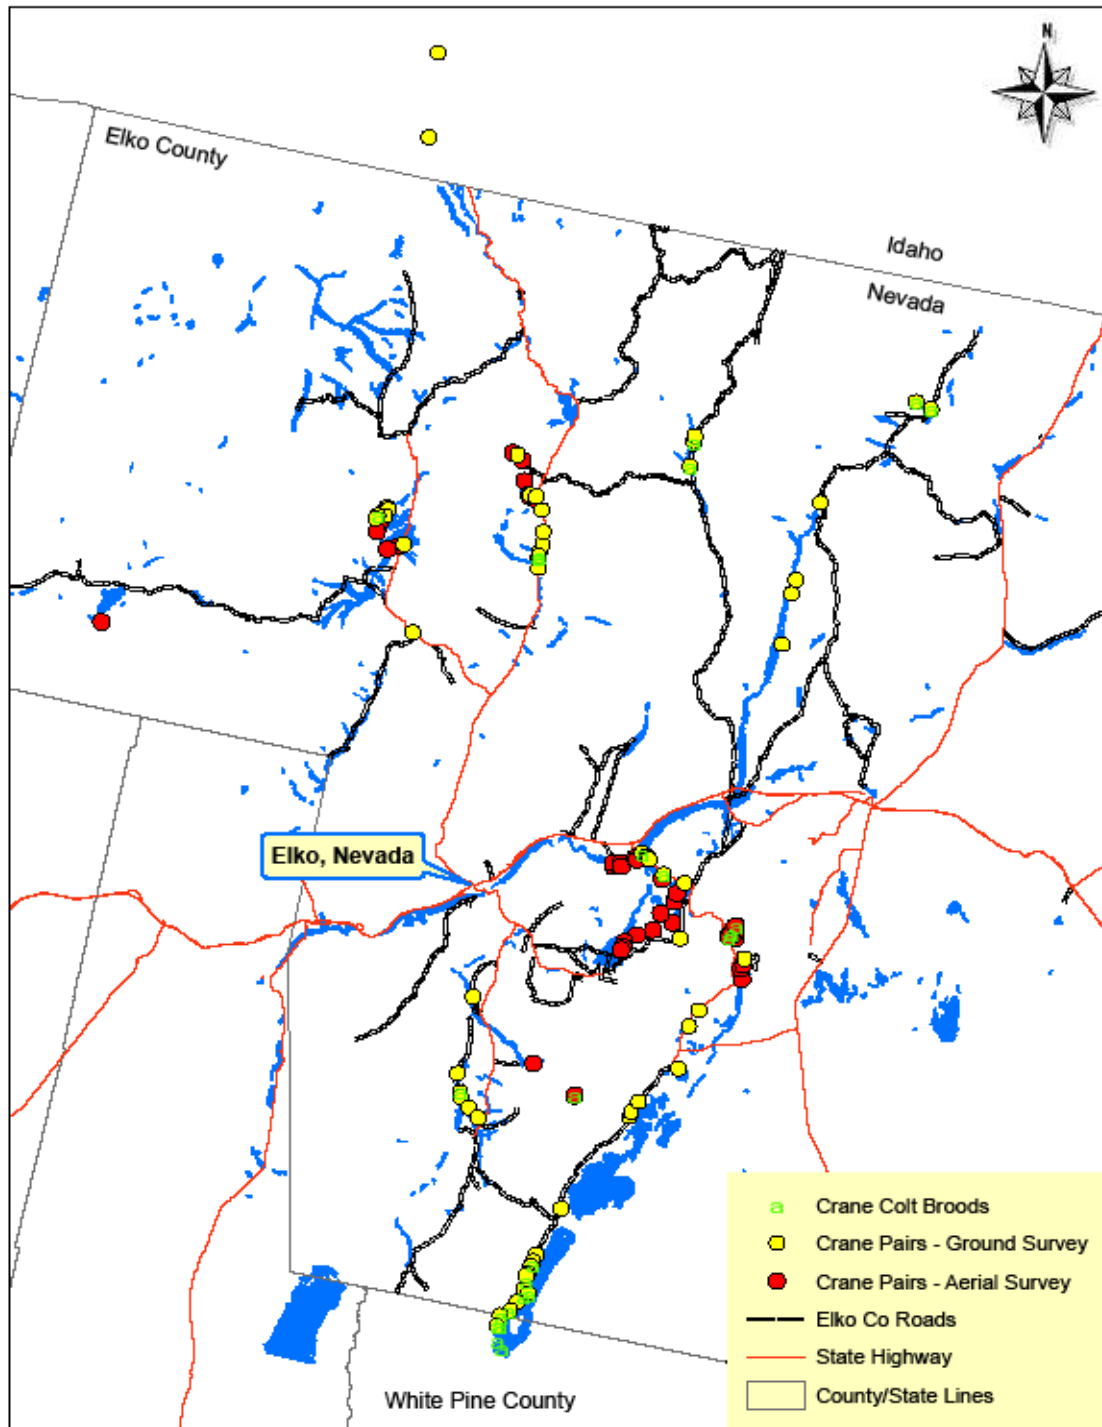 N
Elko County
Idaho
Nevada
Elko, Nevada
a Crane Colt Broods
Crane Pairs - Ground Survey
Crane Pairs - Aerial Survey
Elko Co Roads
State Highway
County/State Lines
White Pine County